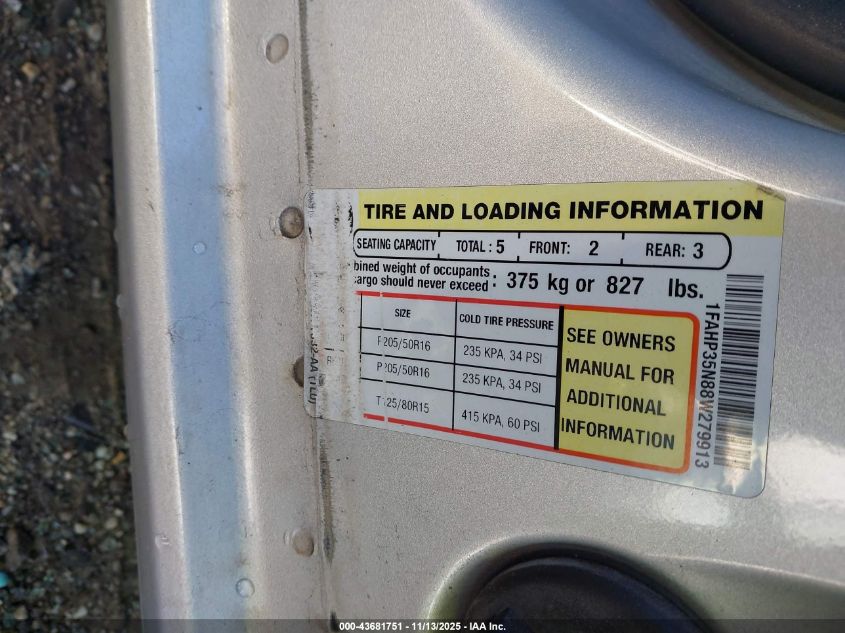 TIRE AND LOADING INFORMATION
SEATING CAPACITY TOTAL : 5 FRONT: 2 REAR: 3
bined weight of occupants
cargo should never exceed : 375 kg or 827 lbs.
SIZE COLD TIRE PRESSURE
P205/50R16 235 KPA, 34 PSI
P205/50R16 235 KPA, 34 PSI
T125/80R15 415 KPA, 60 PSI
SEE OWNERS
MANUAL FOR
ADDITIONAL
INFORMATION
1FAHP35N88W279913
000-43681751 - 11/13/2025 - IAA Inc.